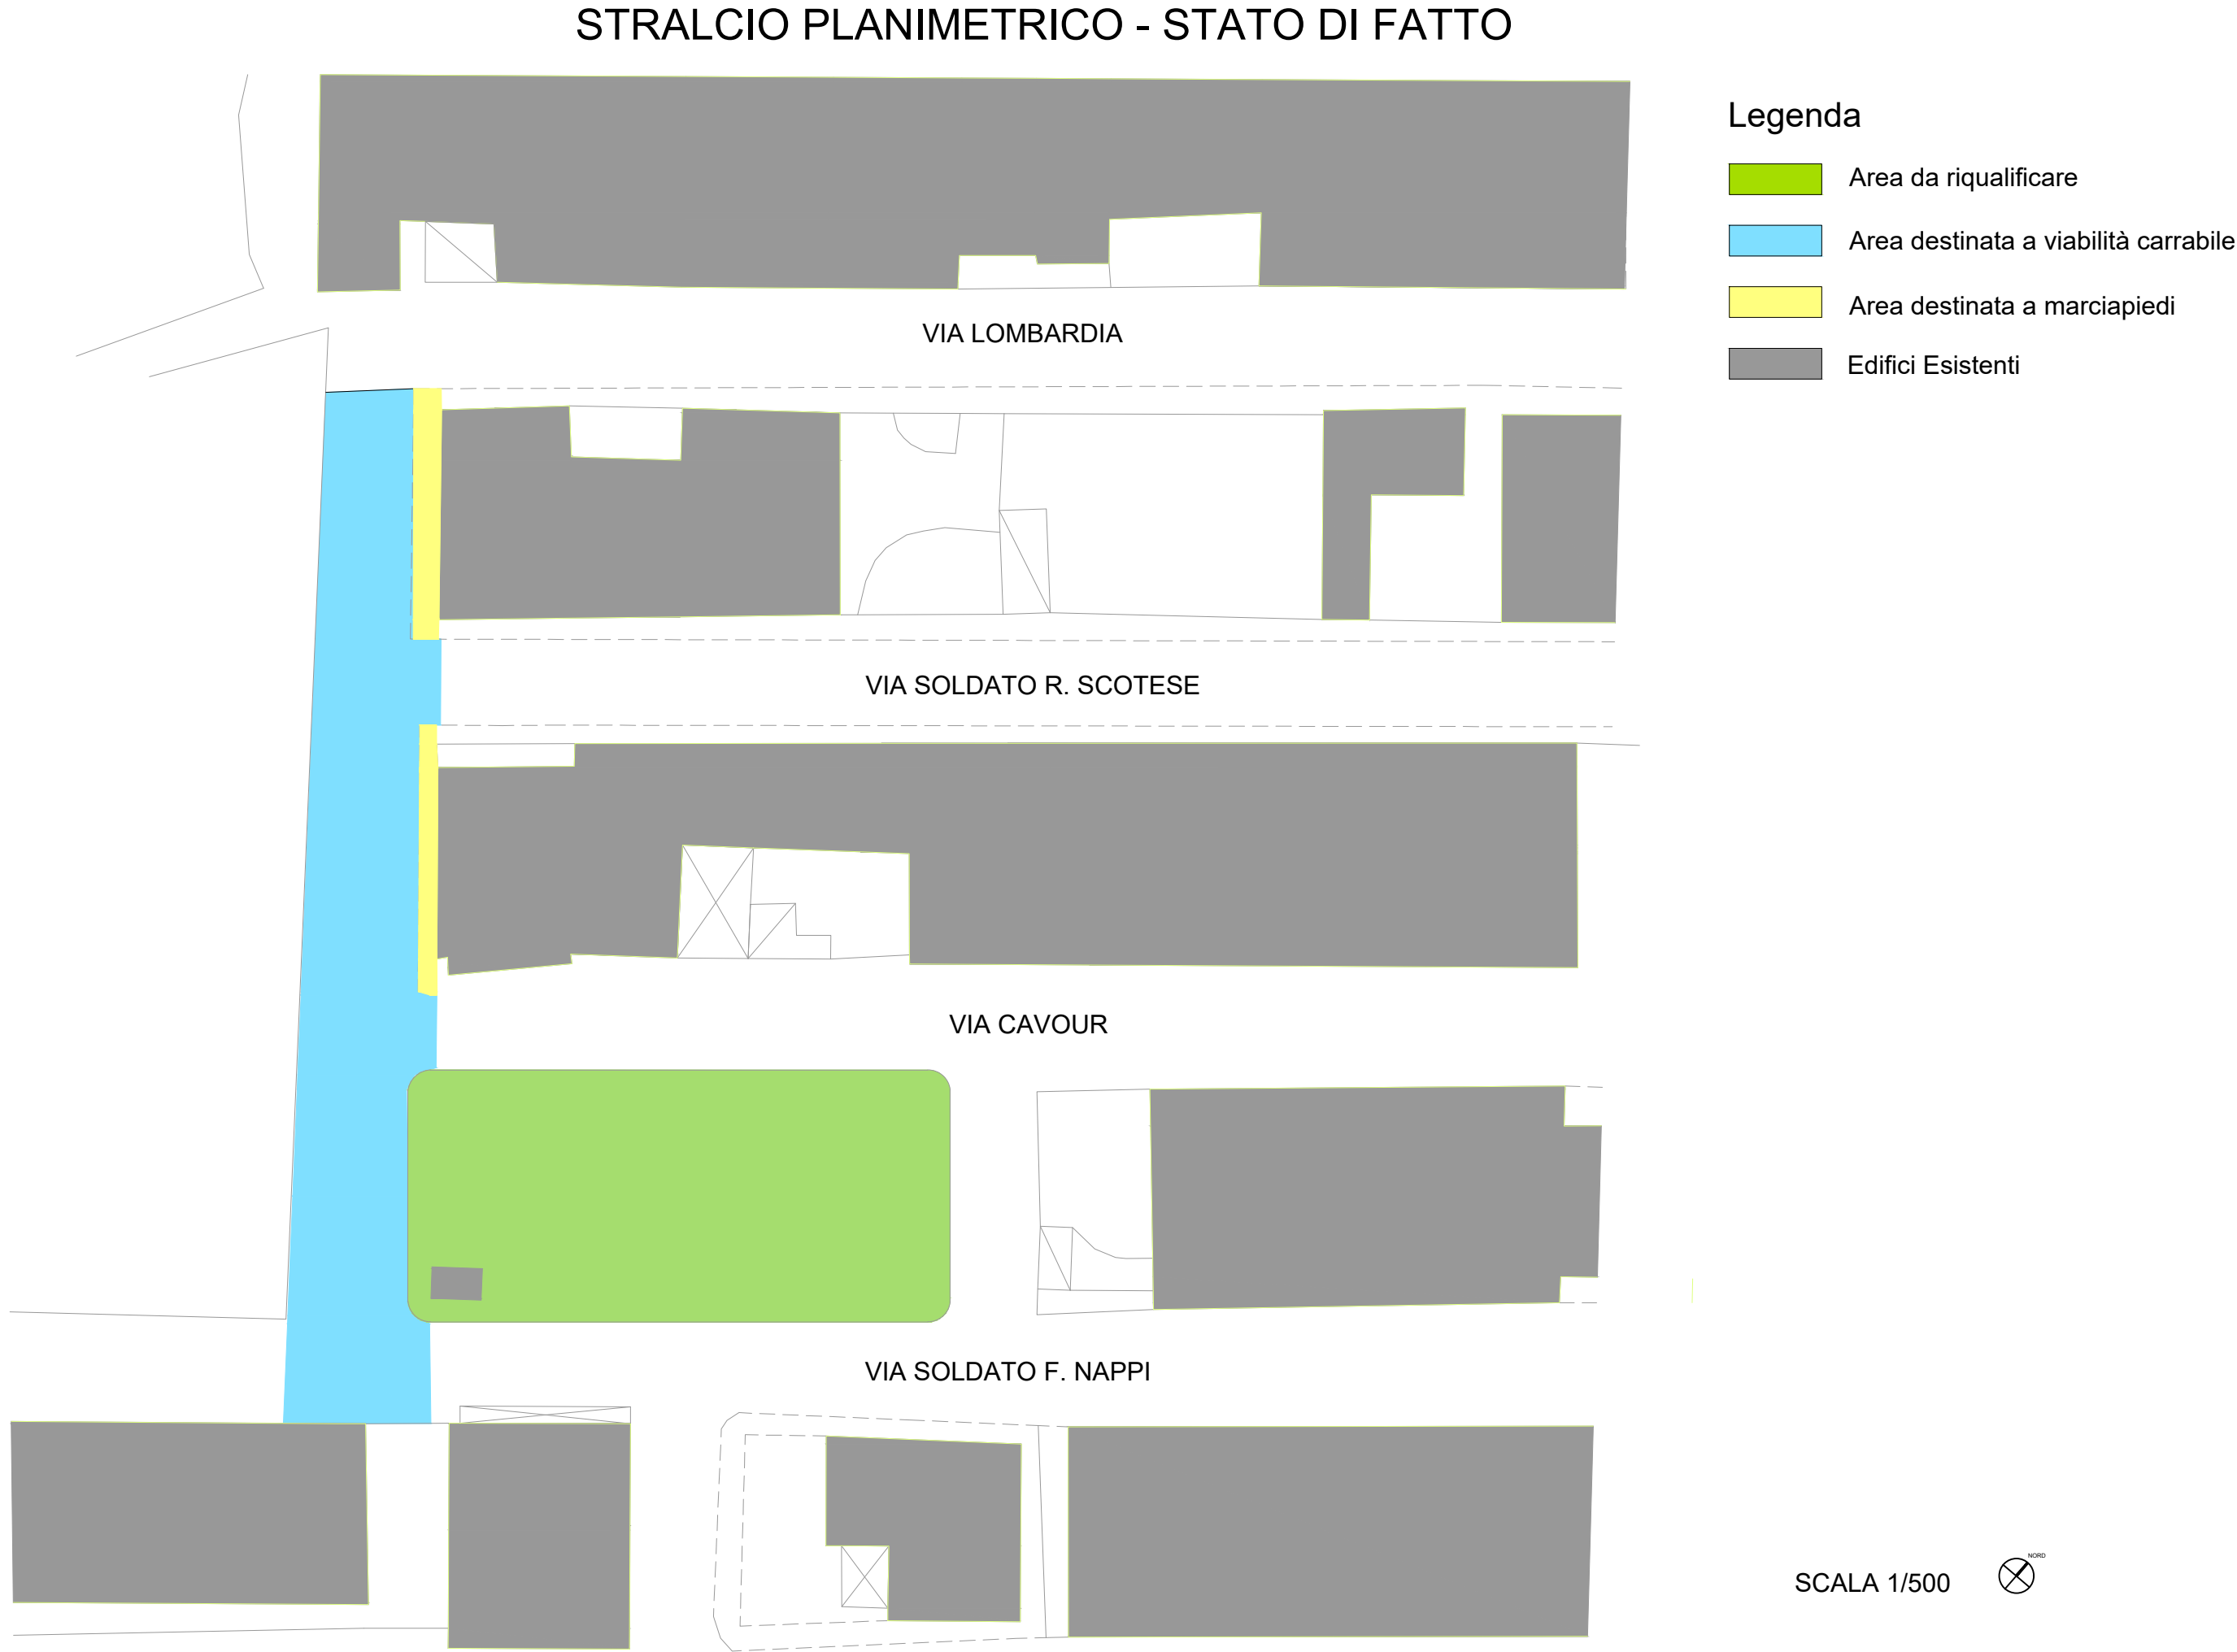 STRALCIO PLANIMETRICO - STATO DI FATTO
Legenda
Area da riqualificare
Area destinata a viabilità carrabile
Area destinata a marciapiedi
Edifici Esistenti
VIA LOMBARDIA
VIA SOLDATO R. SCOTESE
VIA CAVOUR
VIA SOLDATO F. NAPPI
SCALA 1/500
NORD